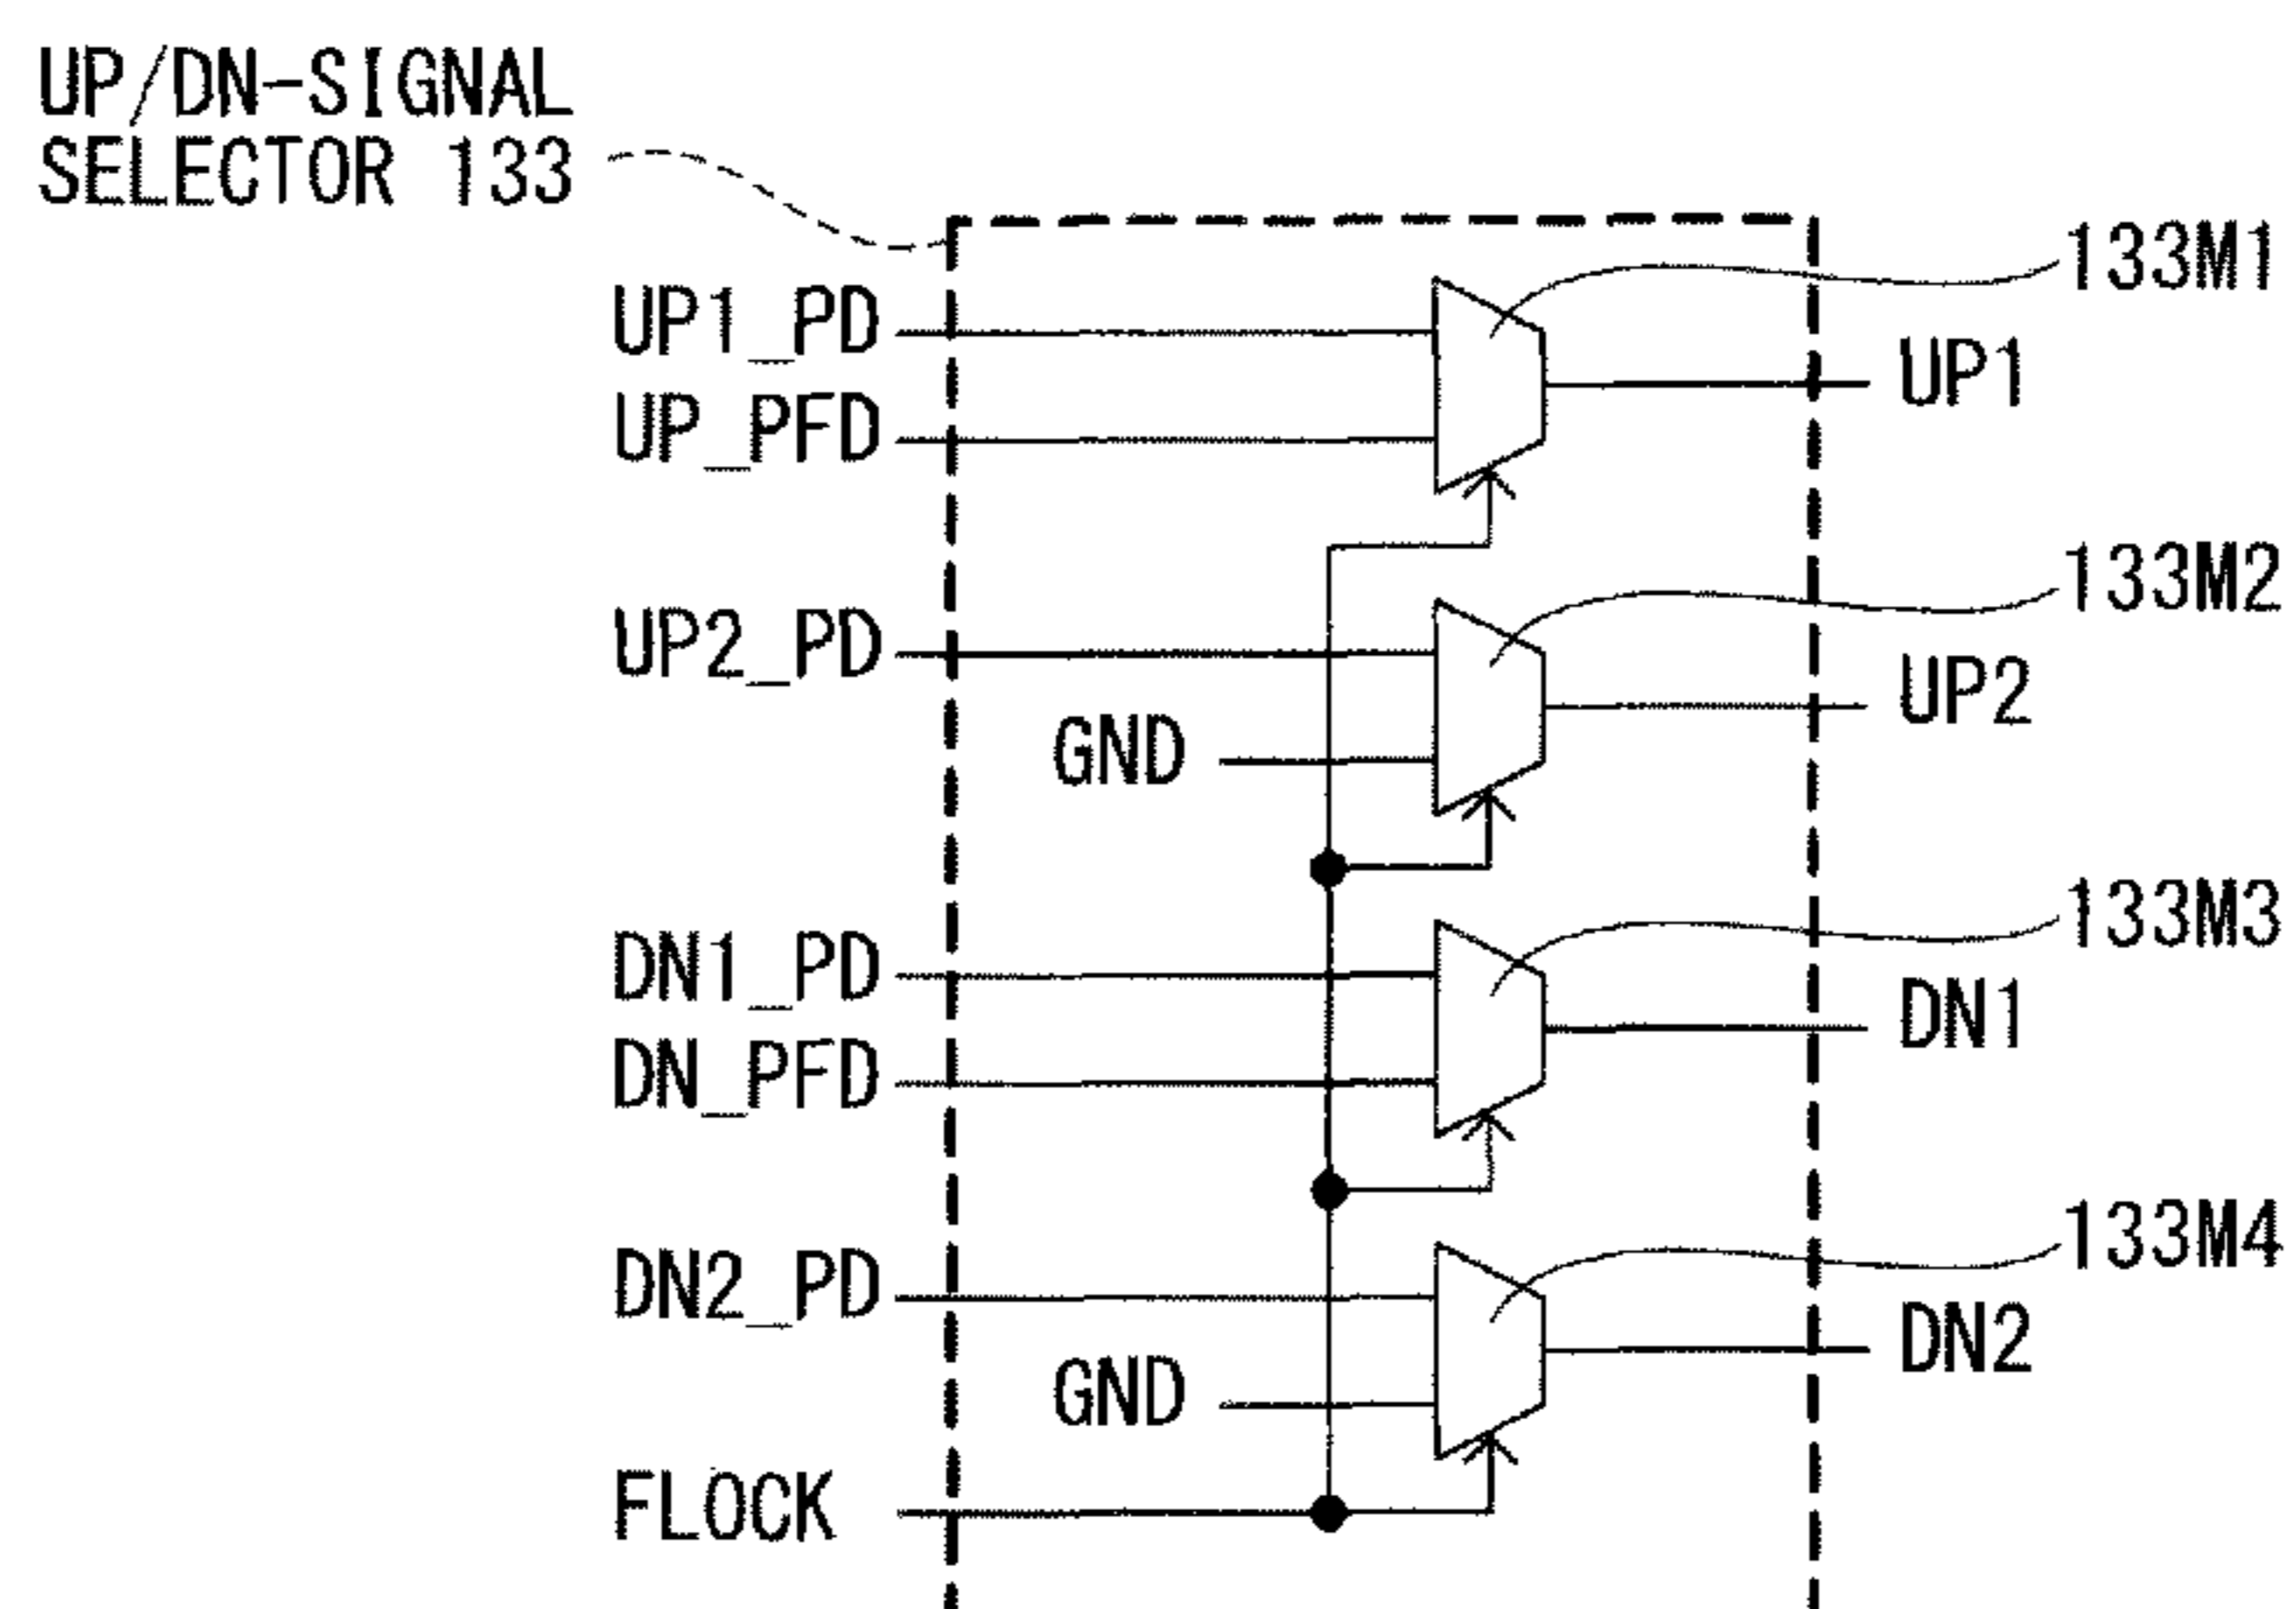 UP/DN-SIGNAL
SELECTOR 133
133M1
UP1_PD
UP1
UP_PFD
133M2
UP2_PD
UP2
GND
133M3
DN1_PD
DN1
DN_PFD
133M4
DN2_PD
DN2
GND
FLOCK